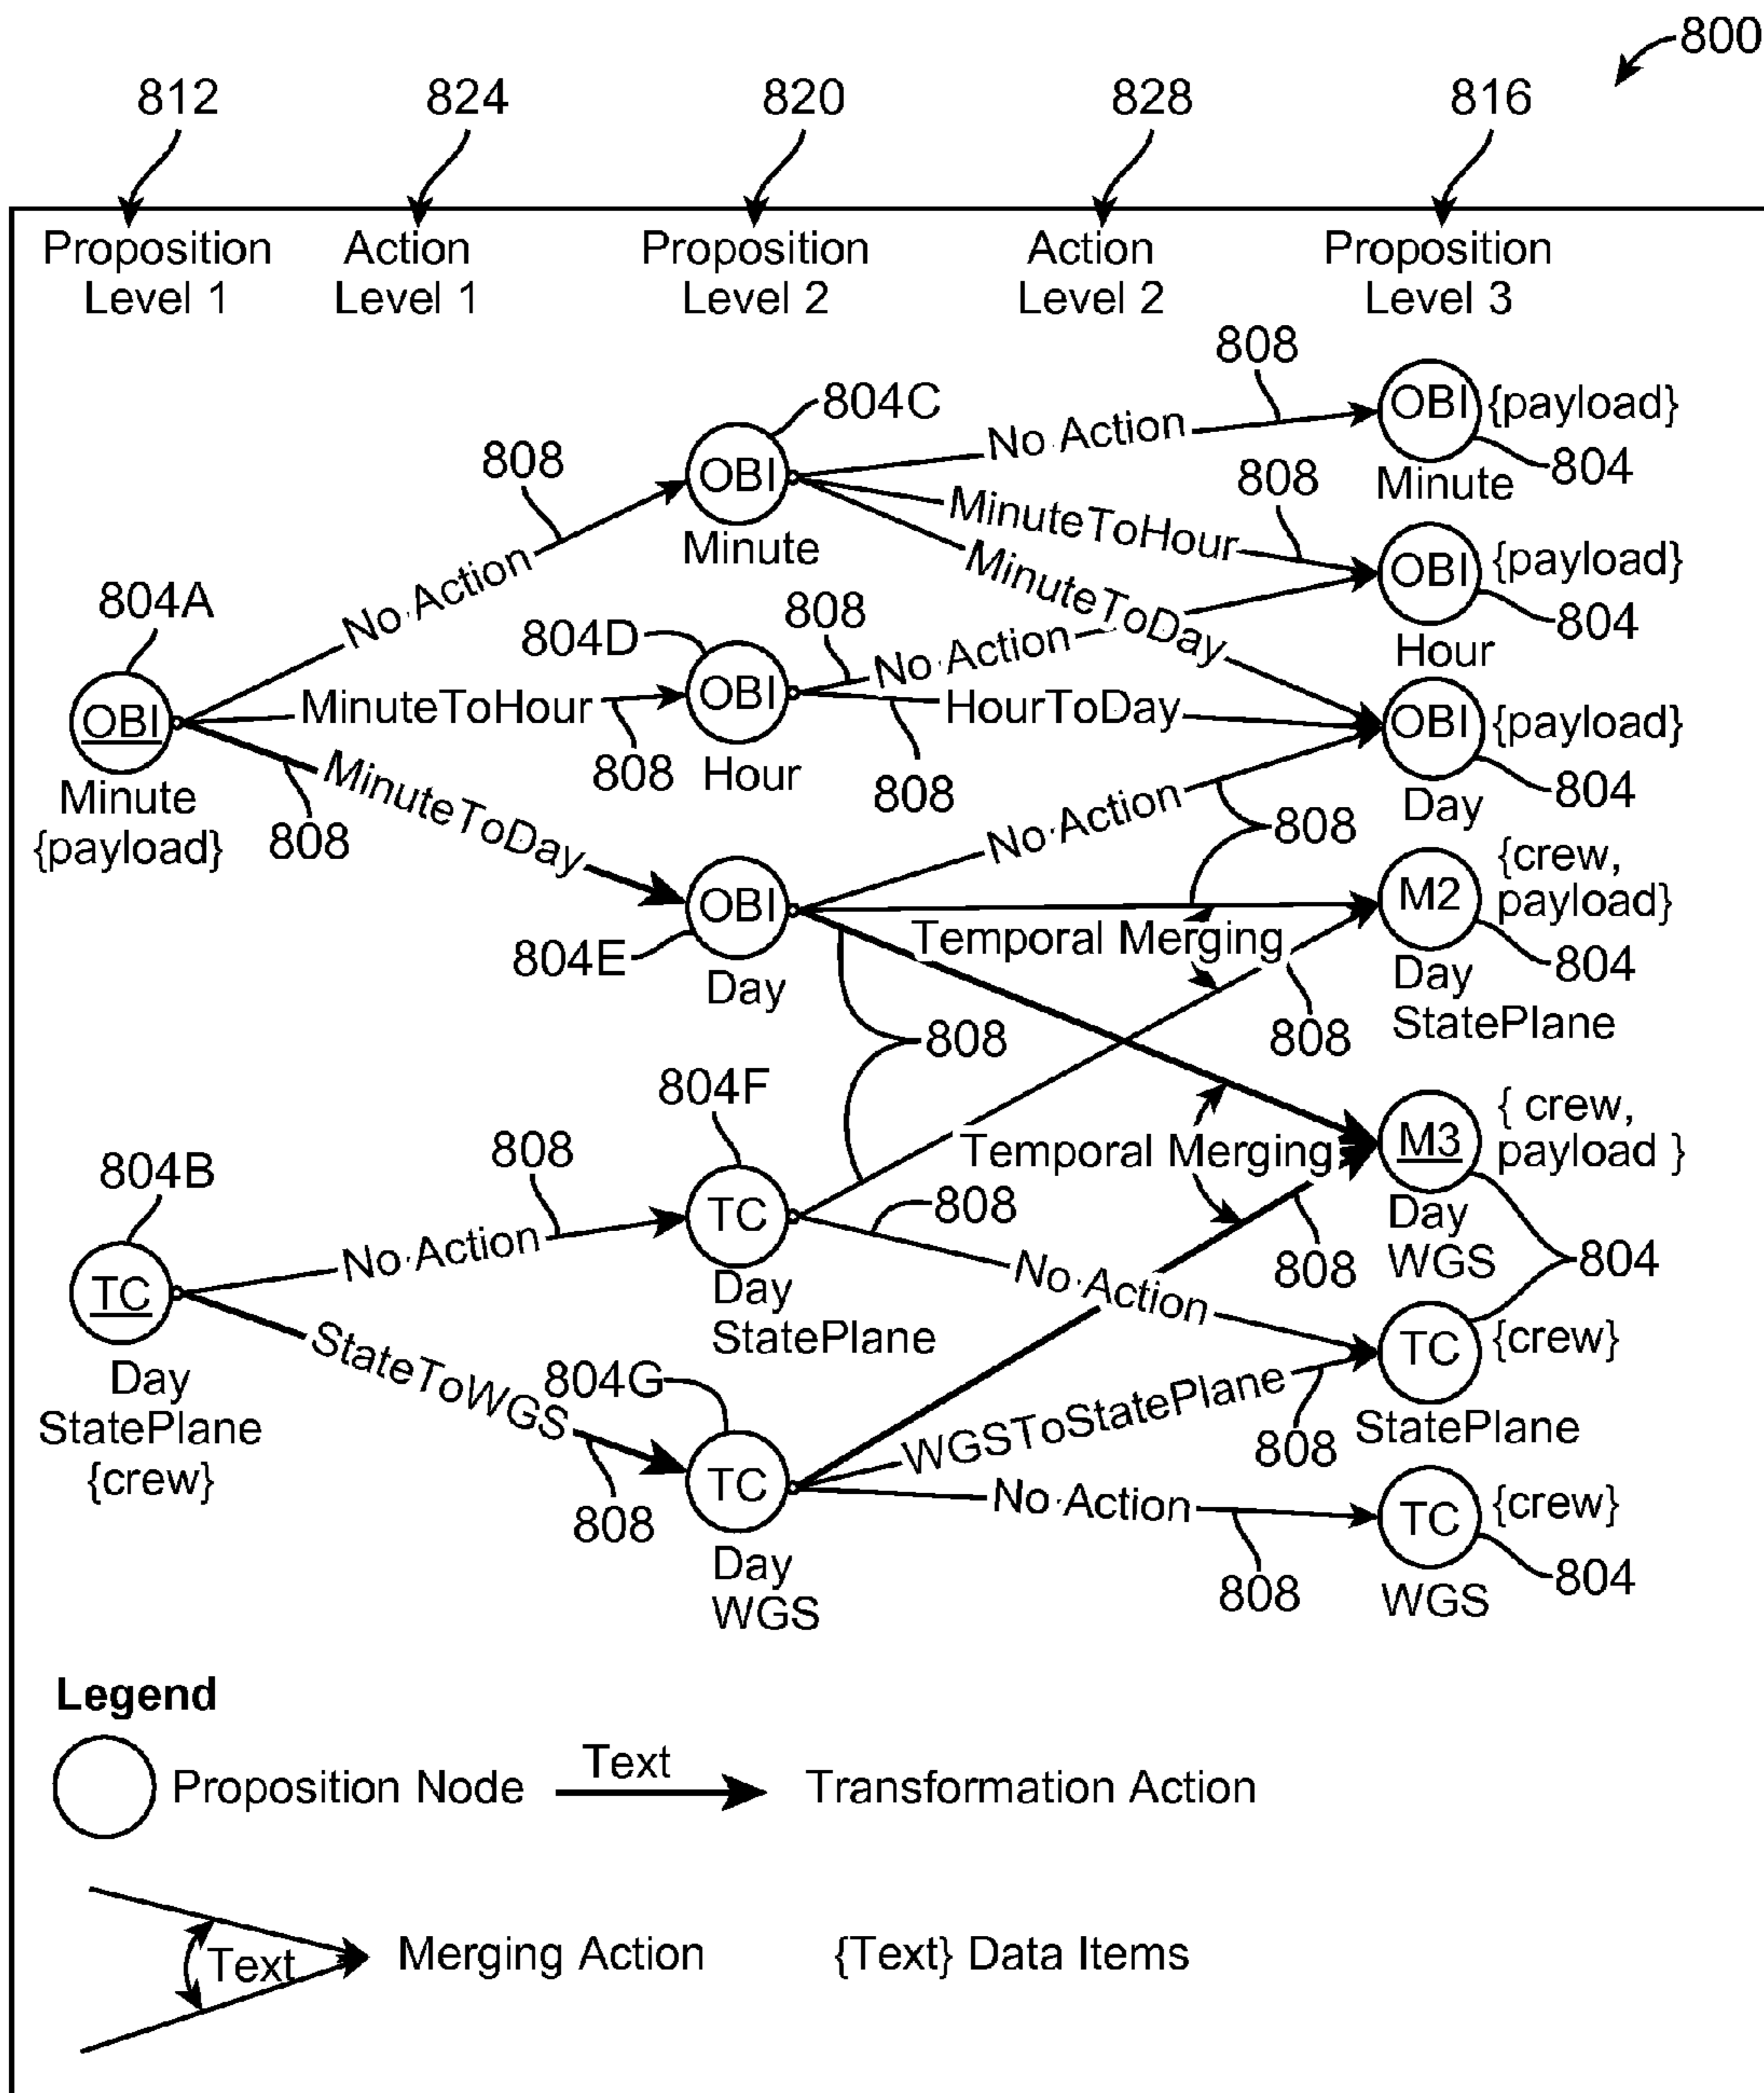 800
812 824 820 828 816
Proposition Level 1
Action Level 1
Proposition Level 2
Action Level 2
Proposition Level 3
804A
OBI
Minute
{payload}
808
No Action
MinuteToHour
808
808
MinuteToDay
804B
TC
Day
StatePlane
{crew}
808
No Action
StateToWGS
808
804C
OBI
Minute
804D
OBI
Hour
OBI
804E
Day
804F
TC
Day
StatePlane
804G
TC
Day
WGS
808
No Action
808
MinuteToHour
MinuteToDay
808
No Action
HourToDay
808
No Action
808
Temporal Merging
808
808
Temporal Merging
808
808
No Action
WGSToStatePlane
808
No Action
808
OBI {payload}
804
Minute
OBI {payload}
804
Hour
OBI {payload}
804
Day
M2 {crew,
payload}
804
Day
StatePlane
M3 { crew,
payload }
Day
WGS
804
TC {crew}
StatePlane
TC {crew}
804
WGS
Legend
Proposition Node
Text
Transformation Action
Text
Merging Action
{Text} Data Items